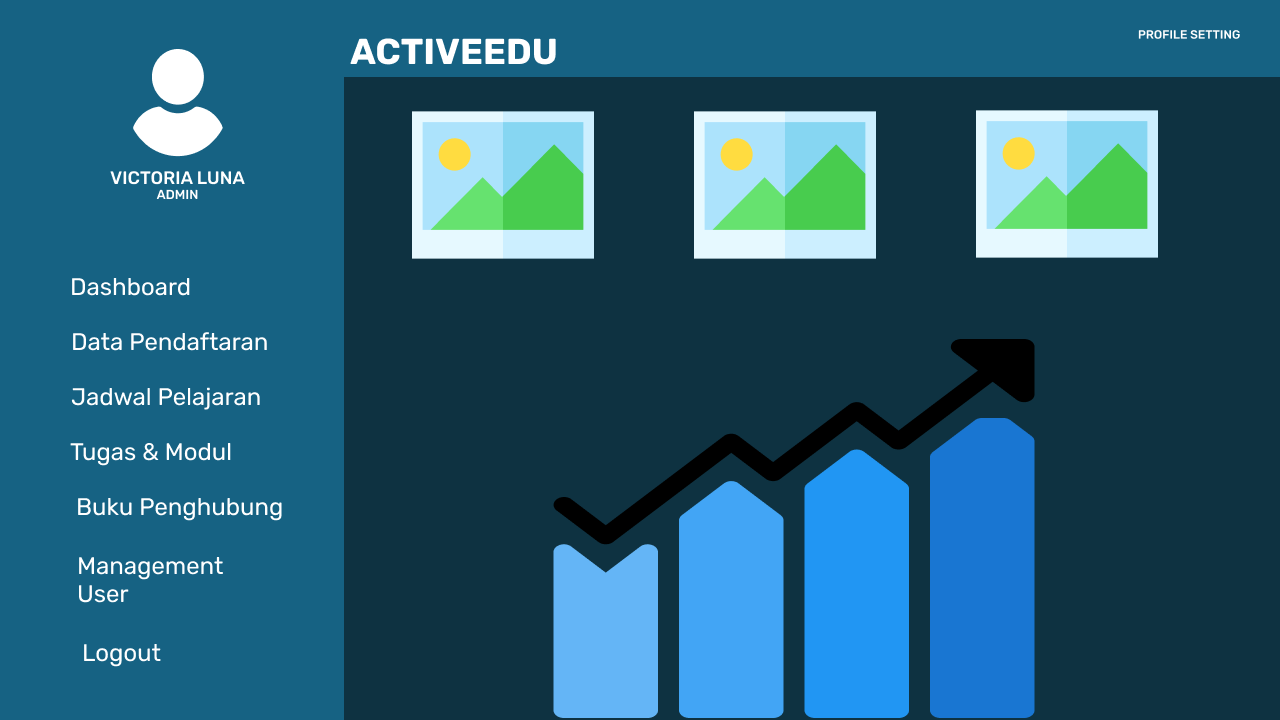 ACTIVEEDU
PROFILE SETTING
VICTORIA LUNA
ADMIN
Dashboard
Data Pendaftaran
Jadwal Pelajaran
Tugas & Modul
Buku Penghubung
Management
User
Logout